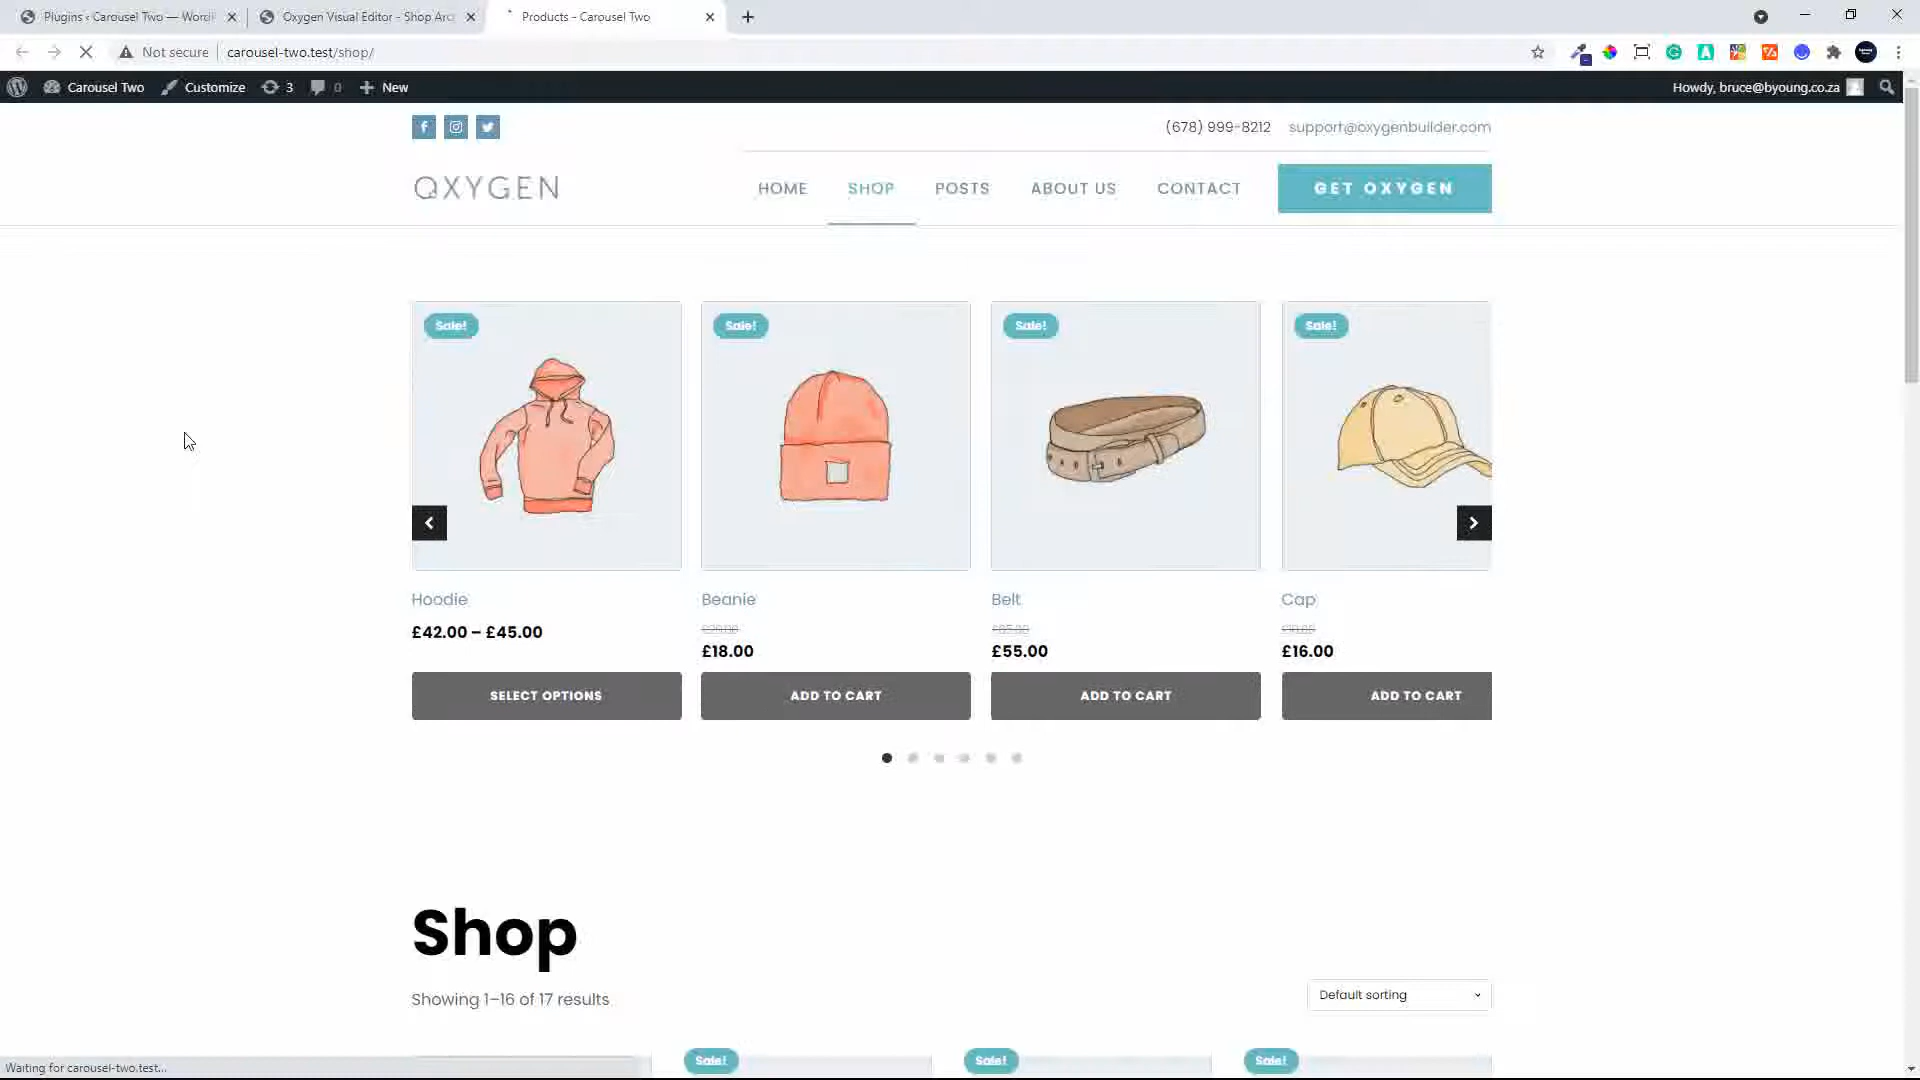 Plugins ‹ Carousel Two — WordP
Oxygen Visual Editor - Shop Arc
Products - Carousel Two
Not secure
carousel-two.test/shop/
Carousel Two
Customize
3
0
New
Howdy, bruce@byoung.co.za
(678) 999-8212
support@oxygenbuilder.com
OXYGEN
HOME
SHOP
POSTS
ABOUT US
CONTACT
GET OXYGEN
Sale!
Sale!
Sale!
Sale!
Hoodie
Beanie
Belt
Cap
£42.00 – £45.00
£18.00
£55.00
£16.00
SELECT OPTIONS
ADD TO CART
ADD TO CART
ADD TO CART
Shop
Showing 1–16 of 17 results
Default sorting
Sale!
Sale!
Sale!
Waiting for carousel-two.test...